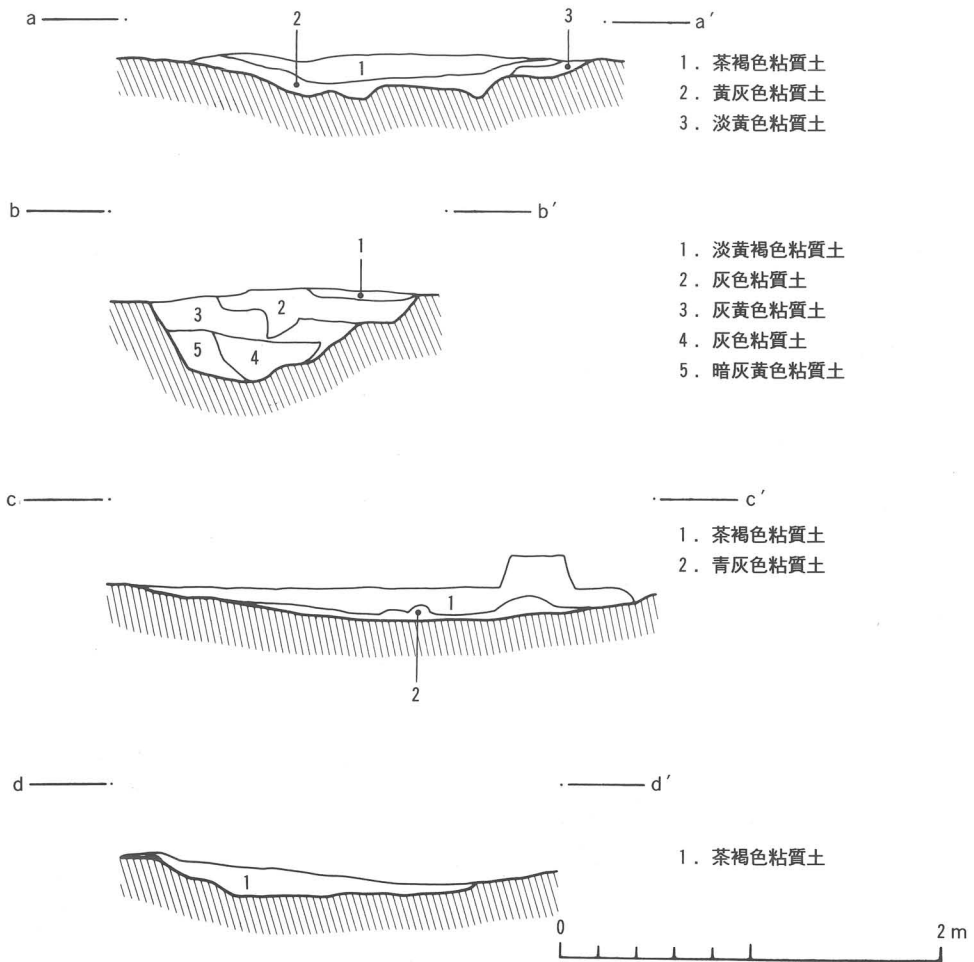 a a′
2 3
1
1. 茶褐色粘質土
2. 黄灰色粘質土
3. 淡黄色粘質土
b b′
1
2
3
5 4
1. 淡黄褐色粘質土
2. 灰色粘質土
3. 灰黄色粘質土
4. 灰色粘質土
5. 暗灰黄色粘質土
c c′
1
2
1. 茶褐色粘質土
2. 青灰色粘質土
d d′
1
1. 茶褐色粘質土
0 2 m